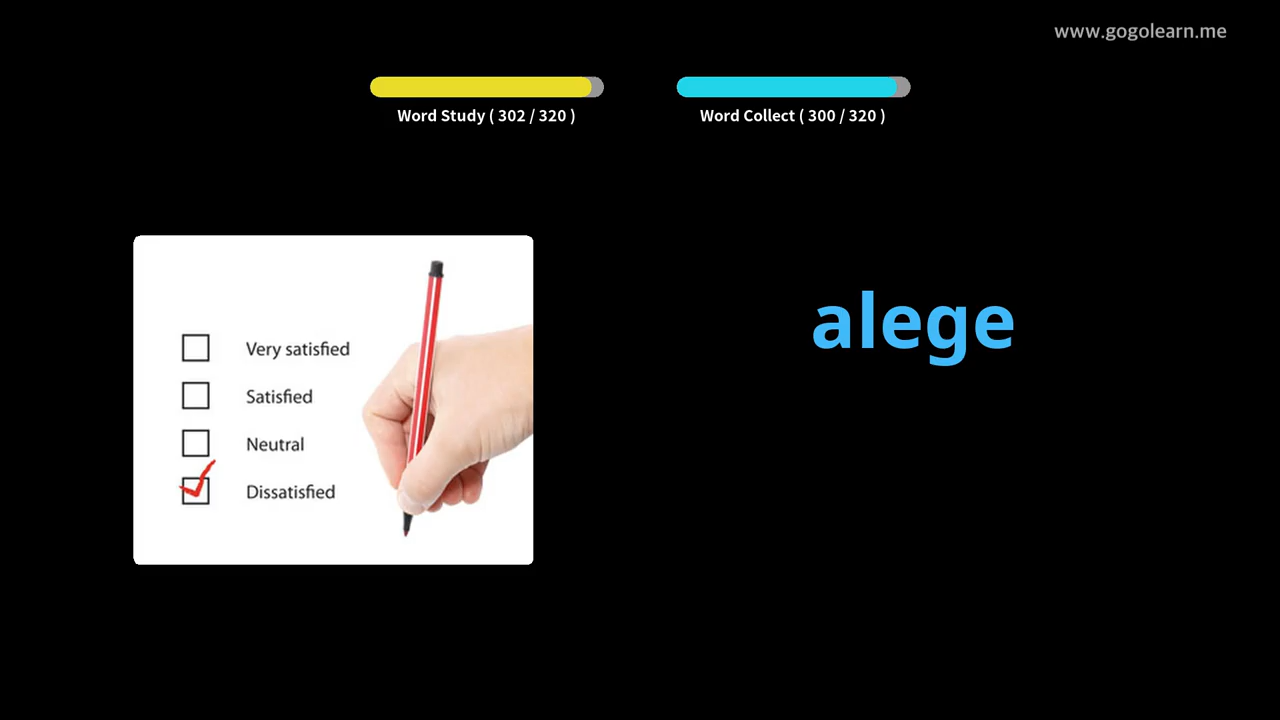 www.gogolearn.me
Word Study ( 302 / 320 )
Word Collect ( 300 / 320 )
alege
Very satisfied
Satisfied
Neutral
Dissatisfied